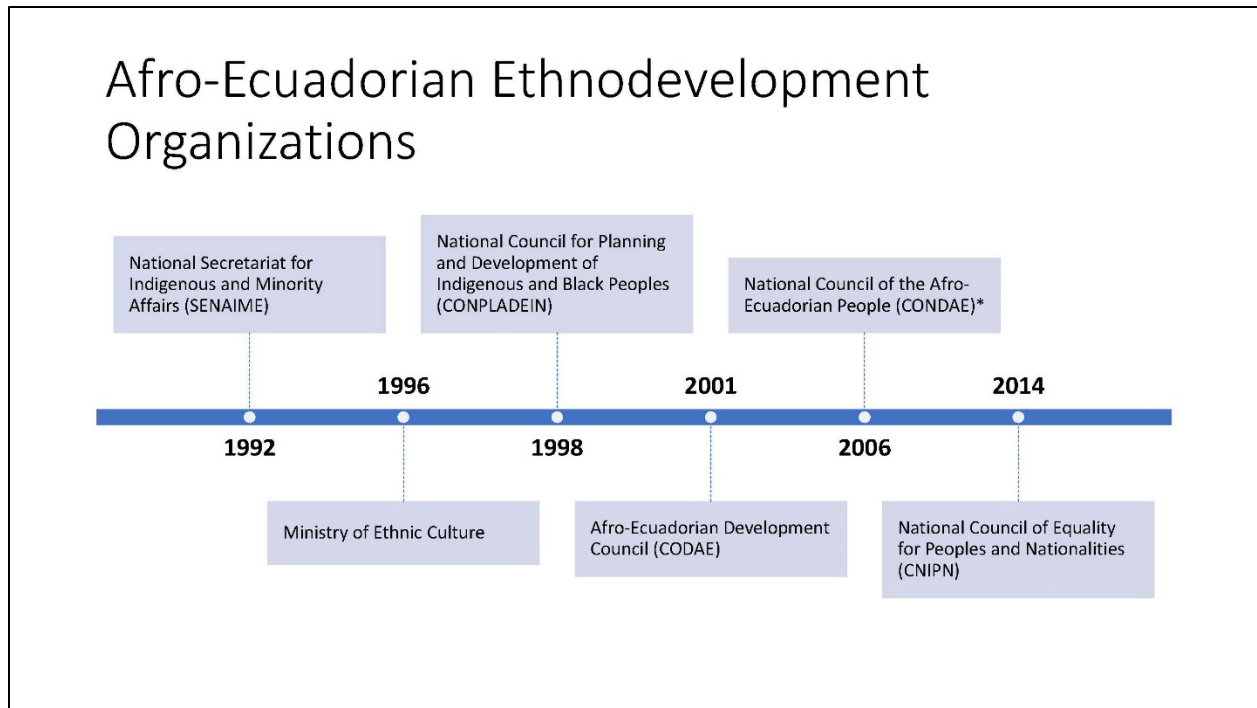 Afro-Ecuadorian Ethnodevelopment
Organizations
National Secretariat for
Indigenous and Minority
Affairs (SENAIME)
National Council for Planning
and Development of
Indigenous and Black Peoples
(CONPLADEIN)
National Council of the Afro-
Ecuadorian People (CONDAE)*
1996
2001
2014
1992
1998
2006
Ministry of Ethnic Culture
Afro-Ecuadorian Development
Council (CODAE)
National Council of Equality
for Peoples and Nationalities
(CNIPN)